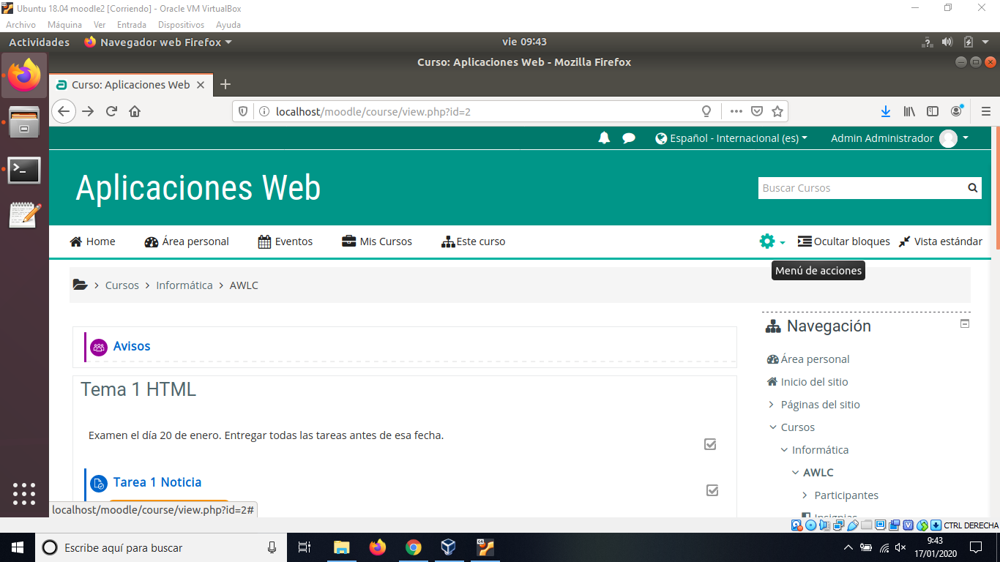 Ubuntu 18.04 moodle2 [Corriendo] - Oracle VM VirtualBox
Archivo Máquina Ver Entrada Dispositivos Ayuda
Actividades Navegador web Firefox vie 09:43
Curso: Aplicaciones Web - Mozilla Firefox
Curso: Aplicaciones Web
localhost/moodle/course/view.php?id=2
Español - Internacional (es) Admin Administrador
Aplicaciones Web
Buscar Cursos
Home Área personal Eventos Mis Cursos Este curso Ocultar bloques Vista estándar
Menú de acciones
Cursos Informática AWLC
Navegación
Avisos
Área personal
Tema 1 HTML
Inicio del sitio
Páginas del sitio
Cursos
Examen el día 20 de enero. Entregar todas las tareas antes de esa fecha.
Informática
AWLC
Tarea 1 Noticia
Participantes
localhost/moodle/course/view.php?id=2#
Insignias
CTRL DERECHA
Escribe aquí para buscar
9:43
17/01/2020